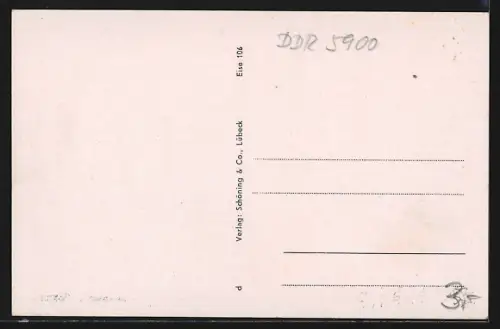 DDR 5900
d Verlag: Schöning & Co., Lübeck Eise 106
3,-